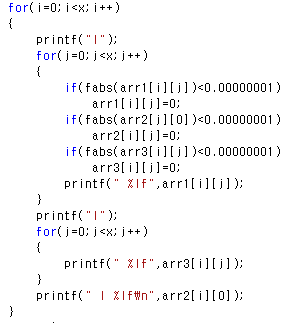 for(i=0;i<x;i++)
{
    printf("|");
    for(j=0;j<x;j++)
    {
        if(fabs(arr1[i][j])<0.00000001)
            arr1[i][j]=0;
        if(fabs(arr2[j][0])<0.00000001)
            arr2[i][j]=0;
        if(fabs(arr3[i][j])<0.00000001)
            arr3[i][j]=0;
        printf(" %lf",arr1[i][j]);
    }
    printf("|");
    for(j=0;j<x;j++)
    {
        printf(" %lf",arr3[i][j]);
    }
    printf(" | %lf₩n",arr2[i][0]);
}